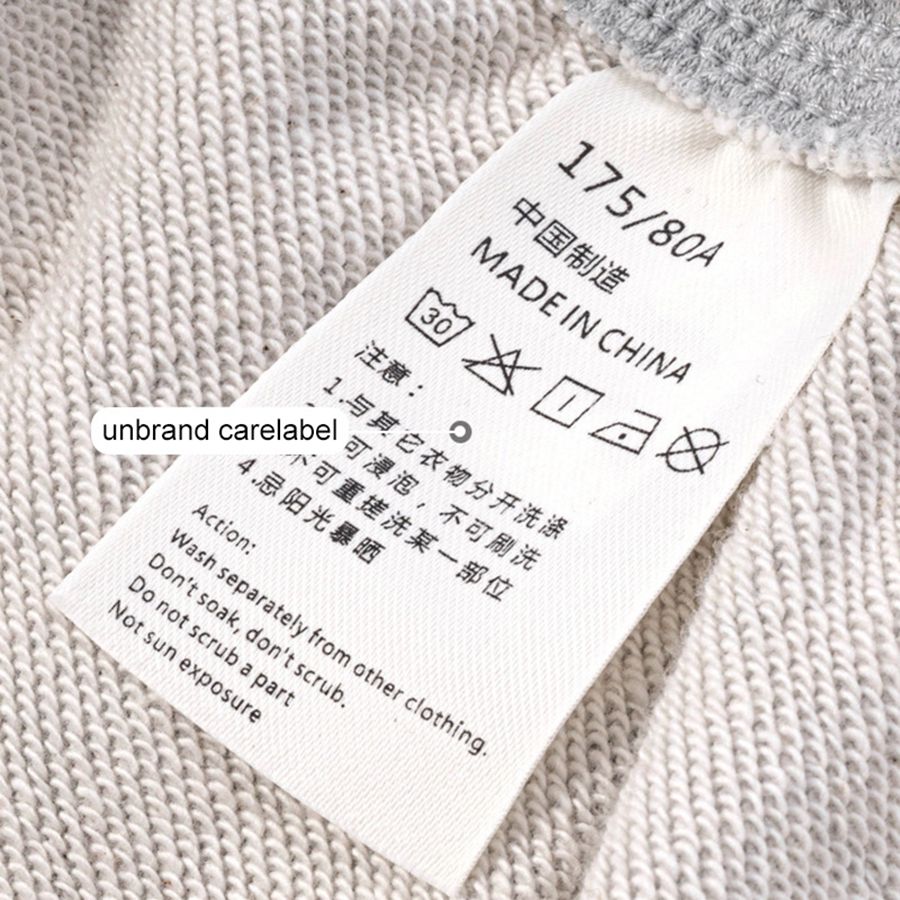 175/80A
中国制造
MADE IN CHINA
30
注意：
1.与其它衣物分开洗涤
可浸泡，不可刷洗
不可重搓洗某一部位
4.忌阳光暴晒
unbrand carelabel
Action:
Wash separately from other clothing.
Don't soak, don't scrub.
Do not scrub a part
Not sun exposure